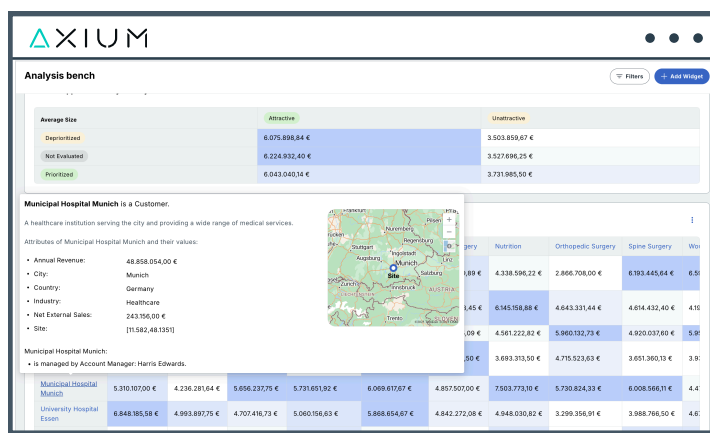 AXIUM
Analysis bench
Filters
+ Add Widget
Average Size Attractive Unattractive
Deprioritized 6.075.898,84 € 3.503.859,67 €
Not Evaluated 6.224.932,40 € 3.527.696,25 €
Prioritized 6.043.040,14 € 3.731.985,50 €
Municipal Hospital Munich is a Customer.
A healthcare institution serving the city and providing a wide range of medical services.
Attributes of Municipal Hospital Munich and their values:
• Annual Revenue: 48.858.054,00 €
• City: Munich
• Country: Germany
• Industry: Healthcare
• Net External Sales: 243.156,00 €
• Site: [11.582,48.1351]
Municipal Hospital Munich:
• is managed by Account Manager: Harris Edwards.
Frankfurt
Pilsen
Nuremberg
Regensburg
Stuttgart
Ingolstadt
Augsburg
Munich
Linz
Site
Salzburg
Zurich
Innsbruck
AUSTRIA
LIECHTENSTEIN
Trento
SLOVEN
+
−
gery Nutrition Orthopedic Surgery Spine Surgery
,89 € 4.338.596,22 € 2.866.708,00 € 6.193.445,64 €
,45 € 6.145.158,88 € 4.643.331,44 € 4.614.432,40 €
,09 € 4.561.222,82 € 5.960.132,73 € 4.920.037,60 €
,50 € 3.693.313,50 € 4.715.523,63 € 3.651.360,13 €
Municipal Hospital
Munich 5.310.107,00 € 4.236.281,64 € 5.656.237,75 € 5.731.651,92 € 6.069.617,67 € 4.857.507,00 € 7.503.773,10 € 5.730.824,33 € 6.008.566,11 €
University Hospital
Essen 6.848.185,58 € 4.993.897,75 € 4.707.416,73 € 5.060.156,63 € 5.868.654,67 € 4.842.272,08 € 4.948.030,82 € 3.299.356,91 € 3.988.766,50 €